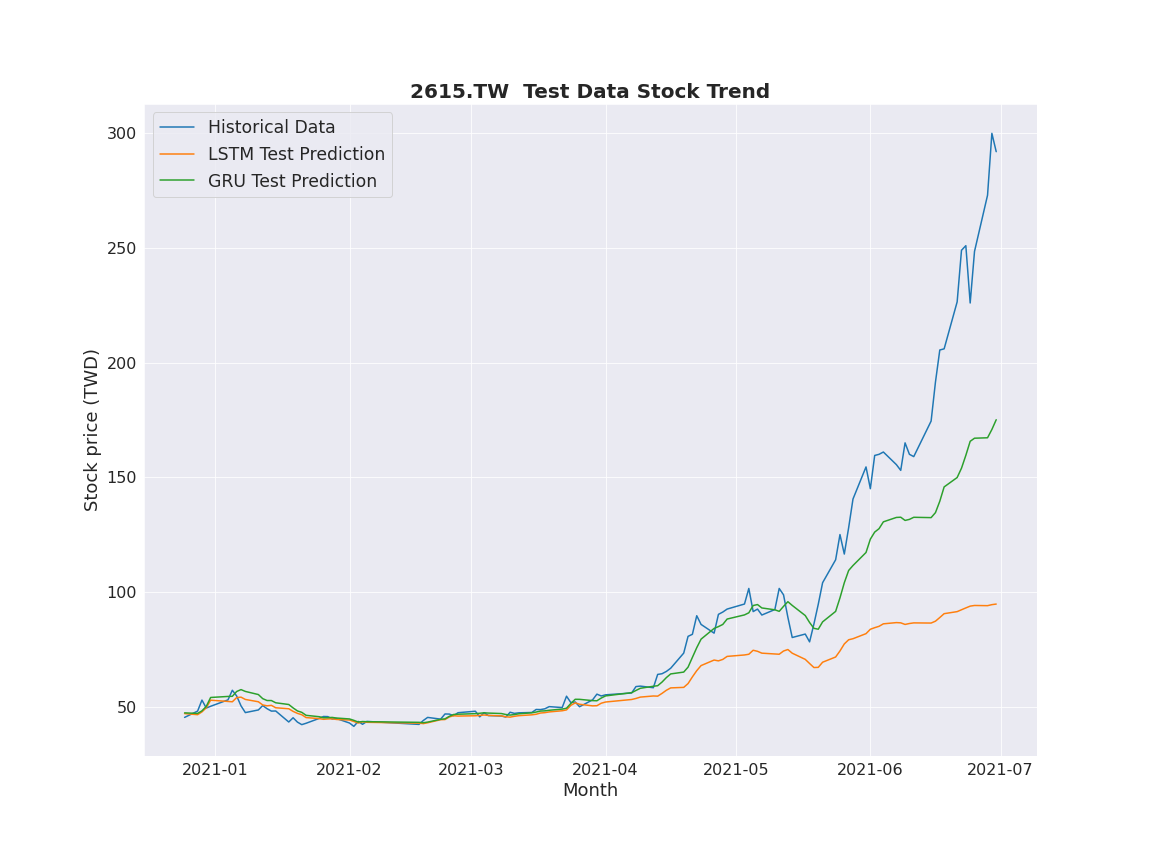 2615.TW  Test Data Stock Trend
Historical Data
LSTM Test Prediction
GRU Test Prediction
300
250
200
150
100
50
Stock price (TWD)
2021-01 2021-02 2021-03 2021-04 2021-05 2021-06 2021-07
Month